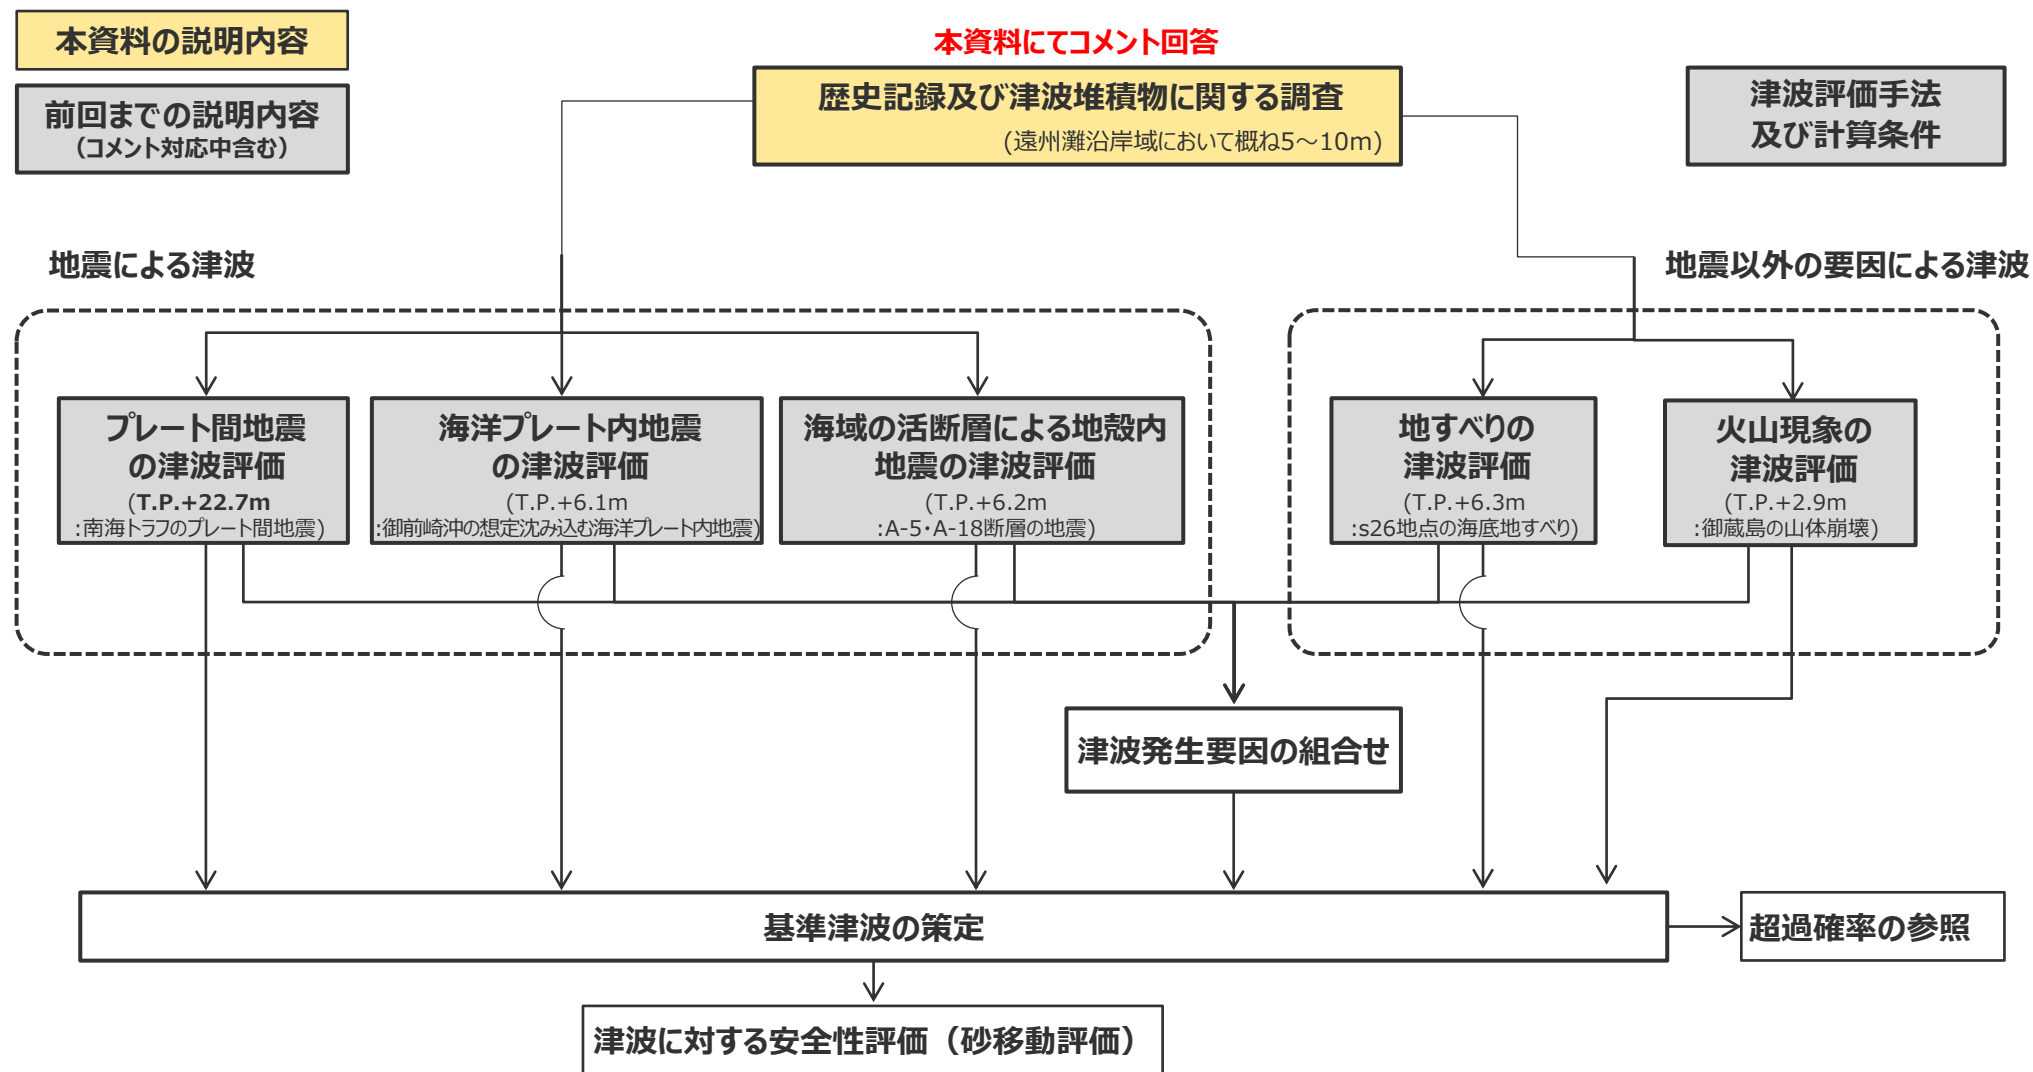 本資料の説明内容
本資料にてコメント回答
前回までの説明内容
(コメント対応中含む)
歴史記録及び津波堆積物に関する調査
(遠州灘沿岸域において概ね5～10m)
津波評価手法
及び計算条件
地震による津波
地震以外の要因による津波
プレート間地震
の津波評価
(T.P.+22.7m
:南海トラフのプレート間地震)
海洋プレート内地震
の津波評価
(T.P.+6.1m
:御前崎沖の想定沈み込む海洋プレート内地震)
海域の活断層による地殻内
地震の津波評価
(T.P.+6.2m
:A-5･A-18断層の地震)
地すべりの
津波評価
(T.P.+6.3m
:s26地点の海底地すべり)
火山現象の
津波評価
(T.P.+2.9m
:御蔵島の山体崩壊)
津波発生要因の組合せ
基準津波の策定
超過確率の参照
津波に対する安全性評価（砂移動評価）